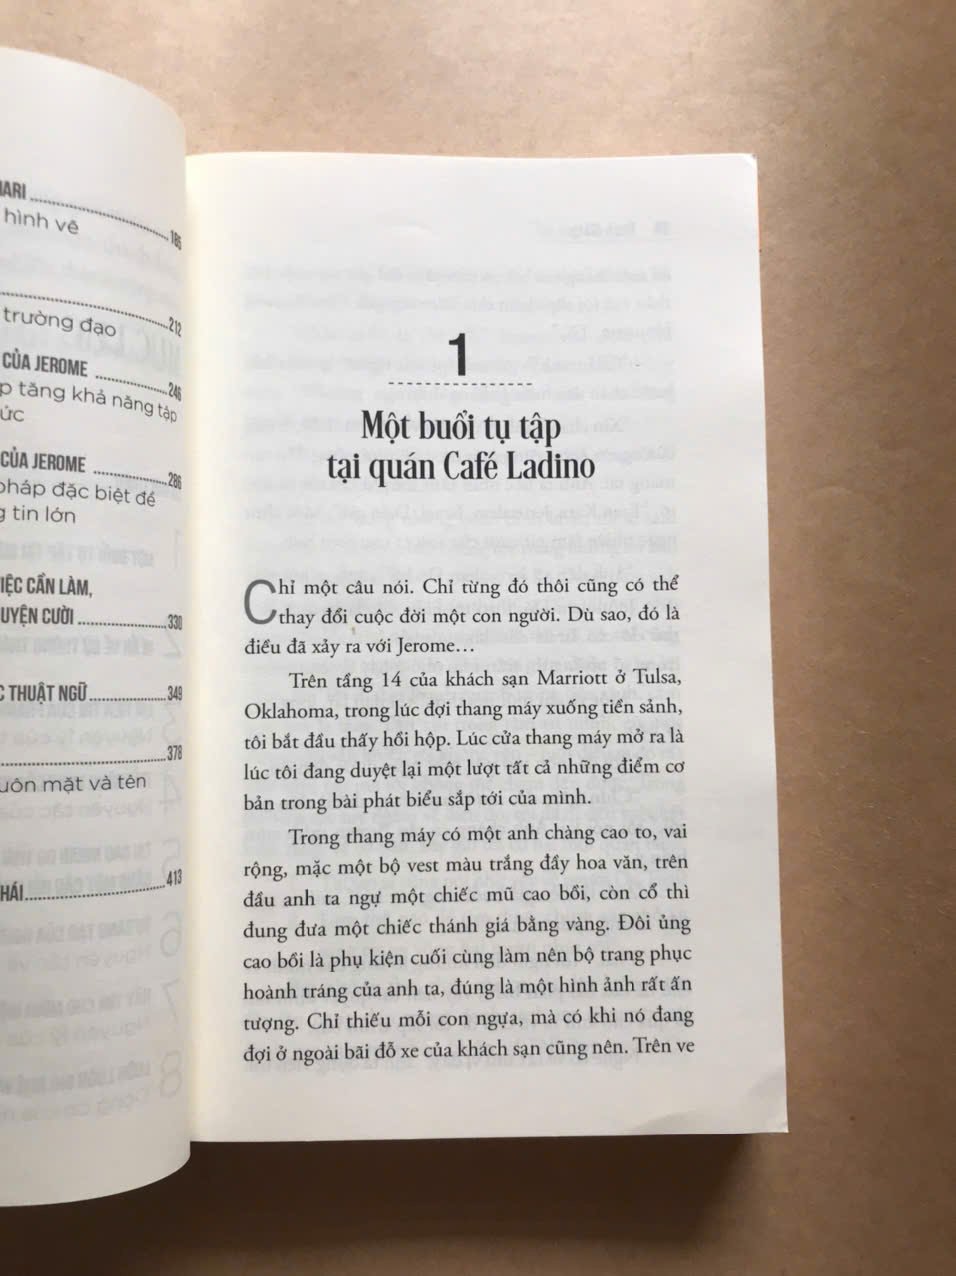 hình vẽ
186
212
trường đạo
CỦA JEROME
246
tăng khả năng tập
CỦA JEROME
286
pháp đặc biệt để
tin lớn
CẦN LÀM,
CƯỜI
330
THUẬT NGỮ
349
378
mặt và tên
413
1
Một buổi tụ tập
tại quán Café Ladino
Chỉ một câu nói. Chỉ từng đó thôi cũng có thể
thay đổi cuộc đời một con người. Dù sao, đó là
điều đã xảy ra với Jerome...
Trên tầng 14 của khách sạn Marriott ở Tulsa,
Oklahoma, trong lúc đợi thang máy xuống tiền sảnh,
tôi bắt đầu thấy hồi hộp. Lúc cửa thang máy mở ra là
lúc tôi đang duyệt lại một lượt tất cả những điểm cơ
bản trong bài phát biểu sắp tới của mình.
Trong thang máy có một anh chàng cao to, vai
rộng, mặc một bộ vest màu trắng đầy hoa văn, trên
đầu anh ta ngự một chiếc mũ cao bồi, còn cổ thì
đung đưa một chiếc thánh giá bằng vàng. Đôi ủng
cao bồi là phụ kiện cuối cùng làm nên bộ trang phục
hoành tráng của anh ta, đúng là một hình ảnh rất ấn
tượng. Chỉ thiếu mỗi con ngựa, mà có khi nó đang
đợi ở ngoài bãi đỗ xe của khách sạn cũng nên. Trên ve